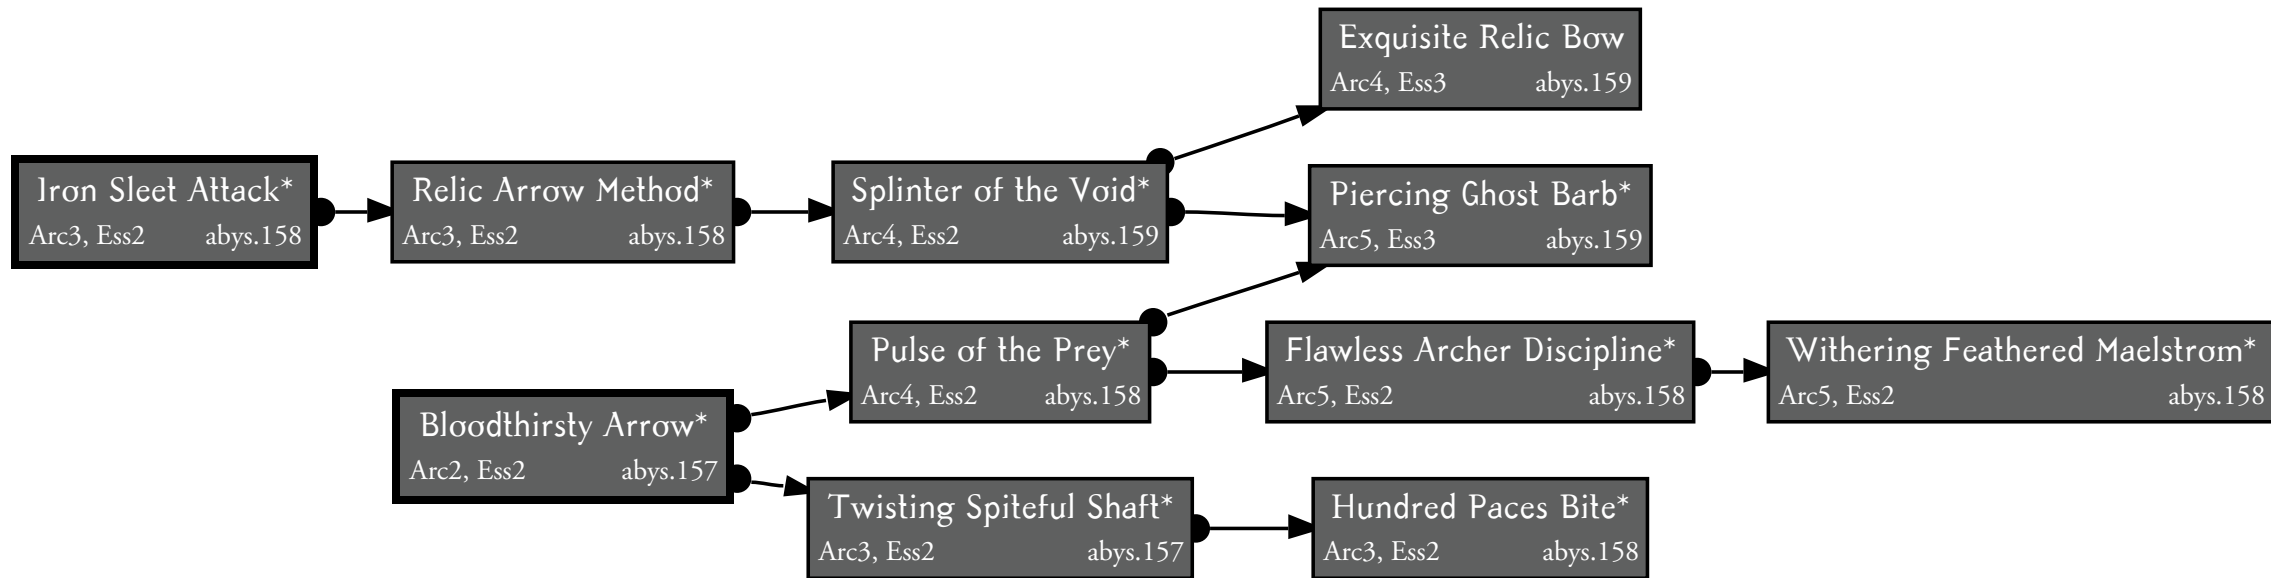 Exquisite Relic Bow
Arc4, Ess3 abys.159
Iron Sleet Attack*
Arc3, Ess2 abys.158
Relic Arrow Method*
Arc3, Ess2 abys.158
Splinter of the Void*
Arc4, Ess2 abys.159
Piercing Ghost Barb*
Arc5, Ess3 abys.159
Pulse of the Prey*
Arc4, Ess2 abys.158
Flawless Archer Discipline*
Arc5, Ess2 abys.158
Withering Feathered Maelstrom*
Arc5, Ess2 abys.158
Bloodthirsty Arrow*
Arc2, Ess2 abys.157
Twisting Spiteful Shaft*
Arc3, Ess2 abys.157
Hundred Paces Bite*
Arc3, Ess2 abys.158